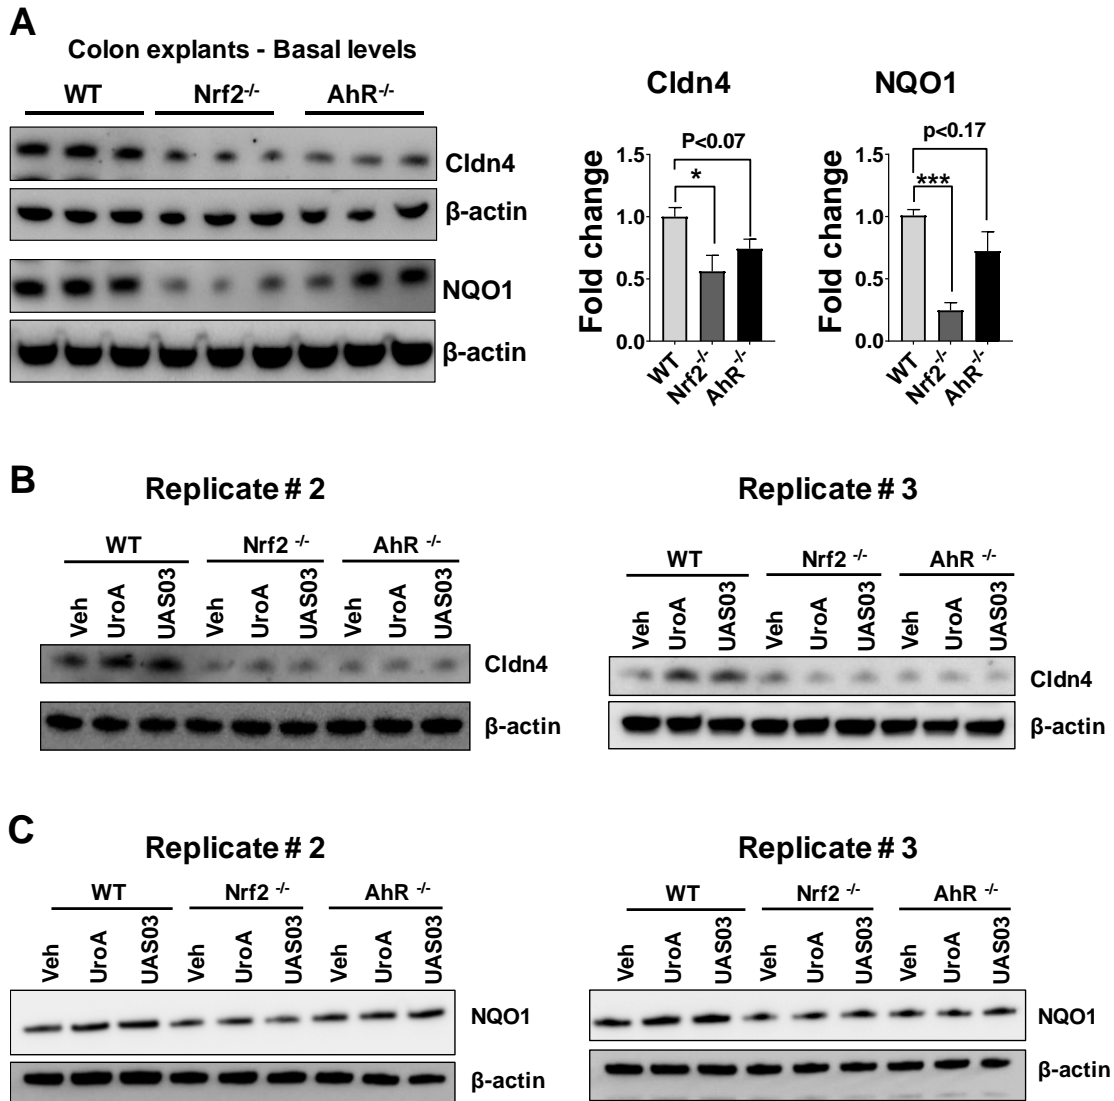 A
Colon explants - Basal levels
WT Nrf2-/- AhR-/-
Cldn4
β-actin
NQO1
β-actin
Cldn4
P<0.07
*
Fold change
1.5
1.0
0.5
0.0
WT
Nrf2-/-
AhR-/-
NQO1
p<0.17
***
Fold change
1.5
1.0
0.5
0.0
WT
Nrf2-/-
AhR-/-
B
Replicate # 2
WT Nrf2 -/- AhR -/-
Veh UroA UAS03 Veh UroA UAS03 Veh UroA UAS03
Cldn4
β-actin
Replicate # 3
WT Nrf2 -/- AhR -/-
Veh UroA UAS03 Veh UroA UAS03 Veh UroA UAS03
Cldn4
β-actin
C
Replicate # 2
WT Nrf2 -/- AhR -/-
Veh UroA UAS03 Veh UroA UAS03 Veh UroA UAS03
NQO1
β-actin
Replicate # 3
WT Nrf2 -/- AhR -/-
Veh UroA UAS03 Veh UroA UAS03 Veh UroA UAS03
NQO1
β-actin